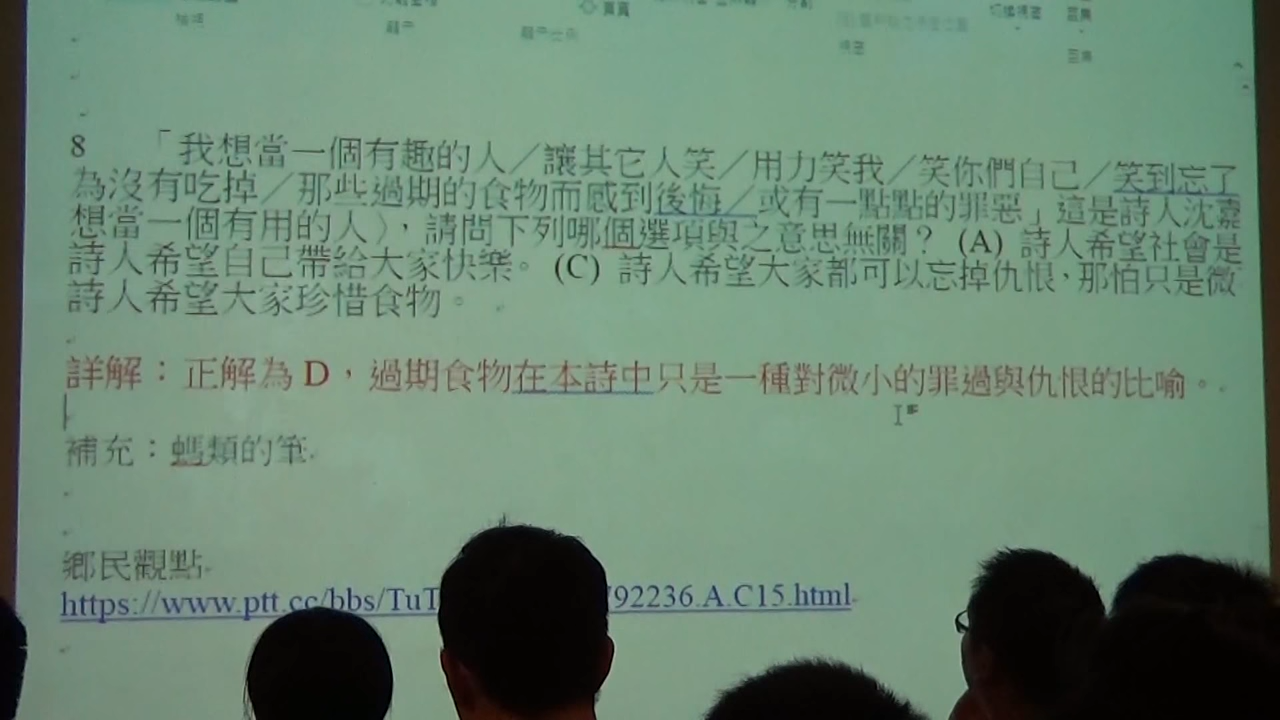 8 「我想當一個有趣的人／讓其它人笑／用力笑我／笑你們自己／笑到忘了
為沒有吃掉／那些過期的食物而感到後悔／或有一點點的罪惡」這是詩人沈嘉
想當一個有用的人〉，請問下列哪個選項與之意思無關？ (A) 詩人希望社會是
詩人希望自己帶給大家快樂。 (C) 詩人希望大家都可以忘掉仇恨，那怕只是微
詩人希望大家珍惜食物。
詳解：正解為 D，過期食物在本詩中只是一種對微小的罪過與仇恨的比喻。
補充：螞類的筆
鄉民觀點
https://www.ptt.cc/bbs/TuT 92236.A.C15.html